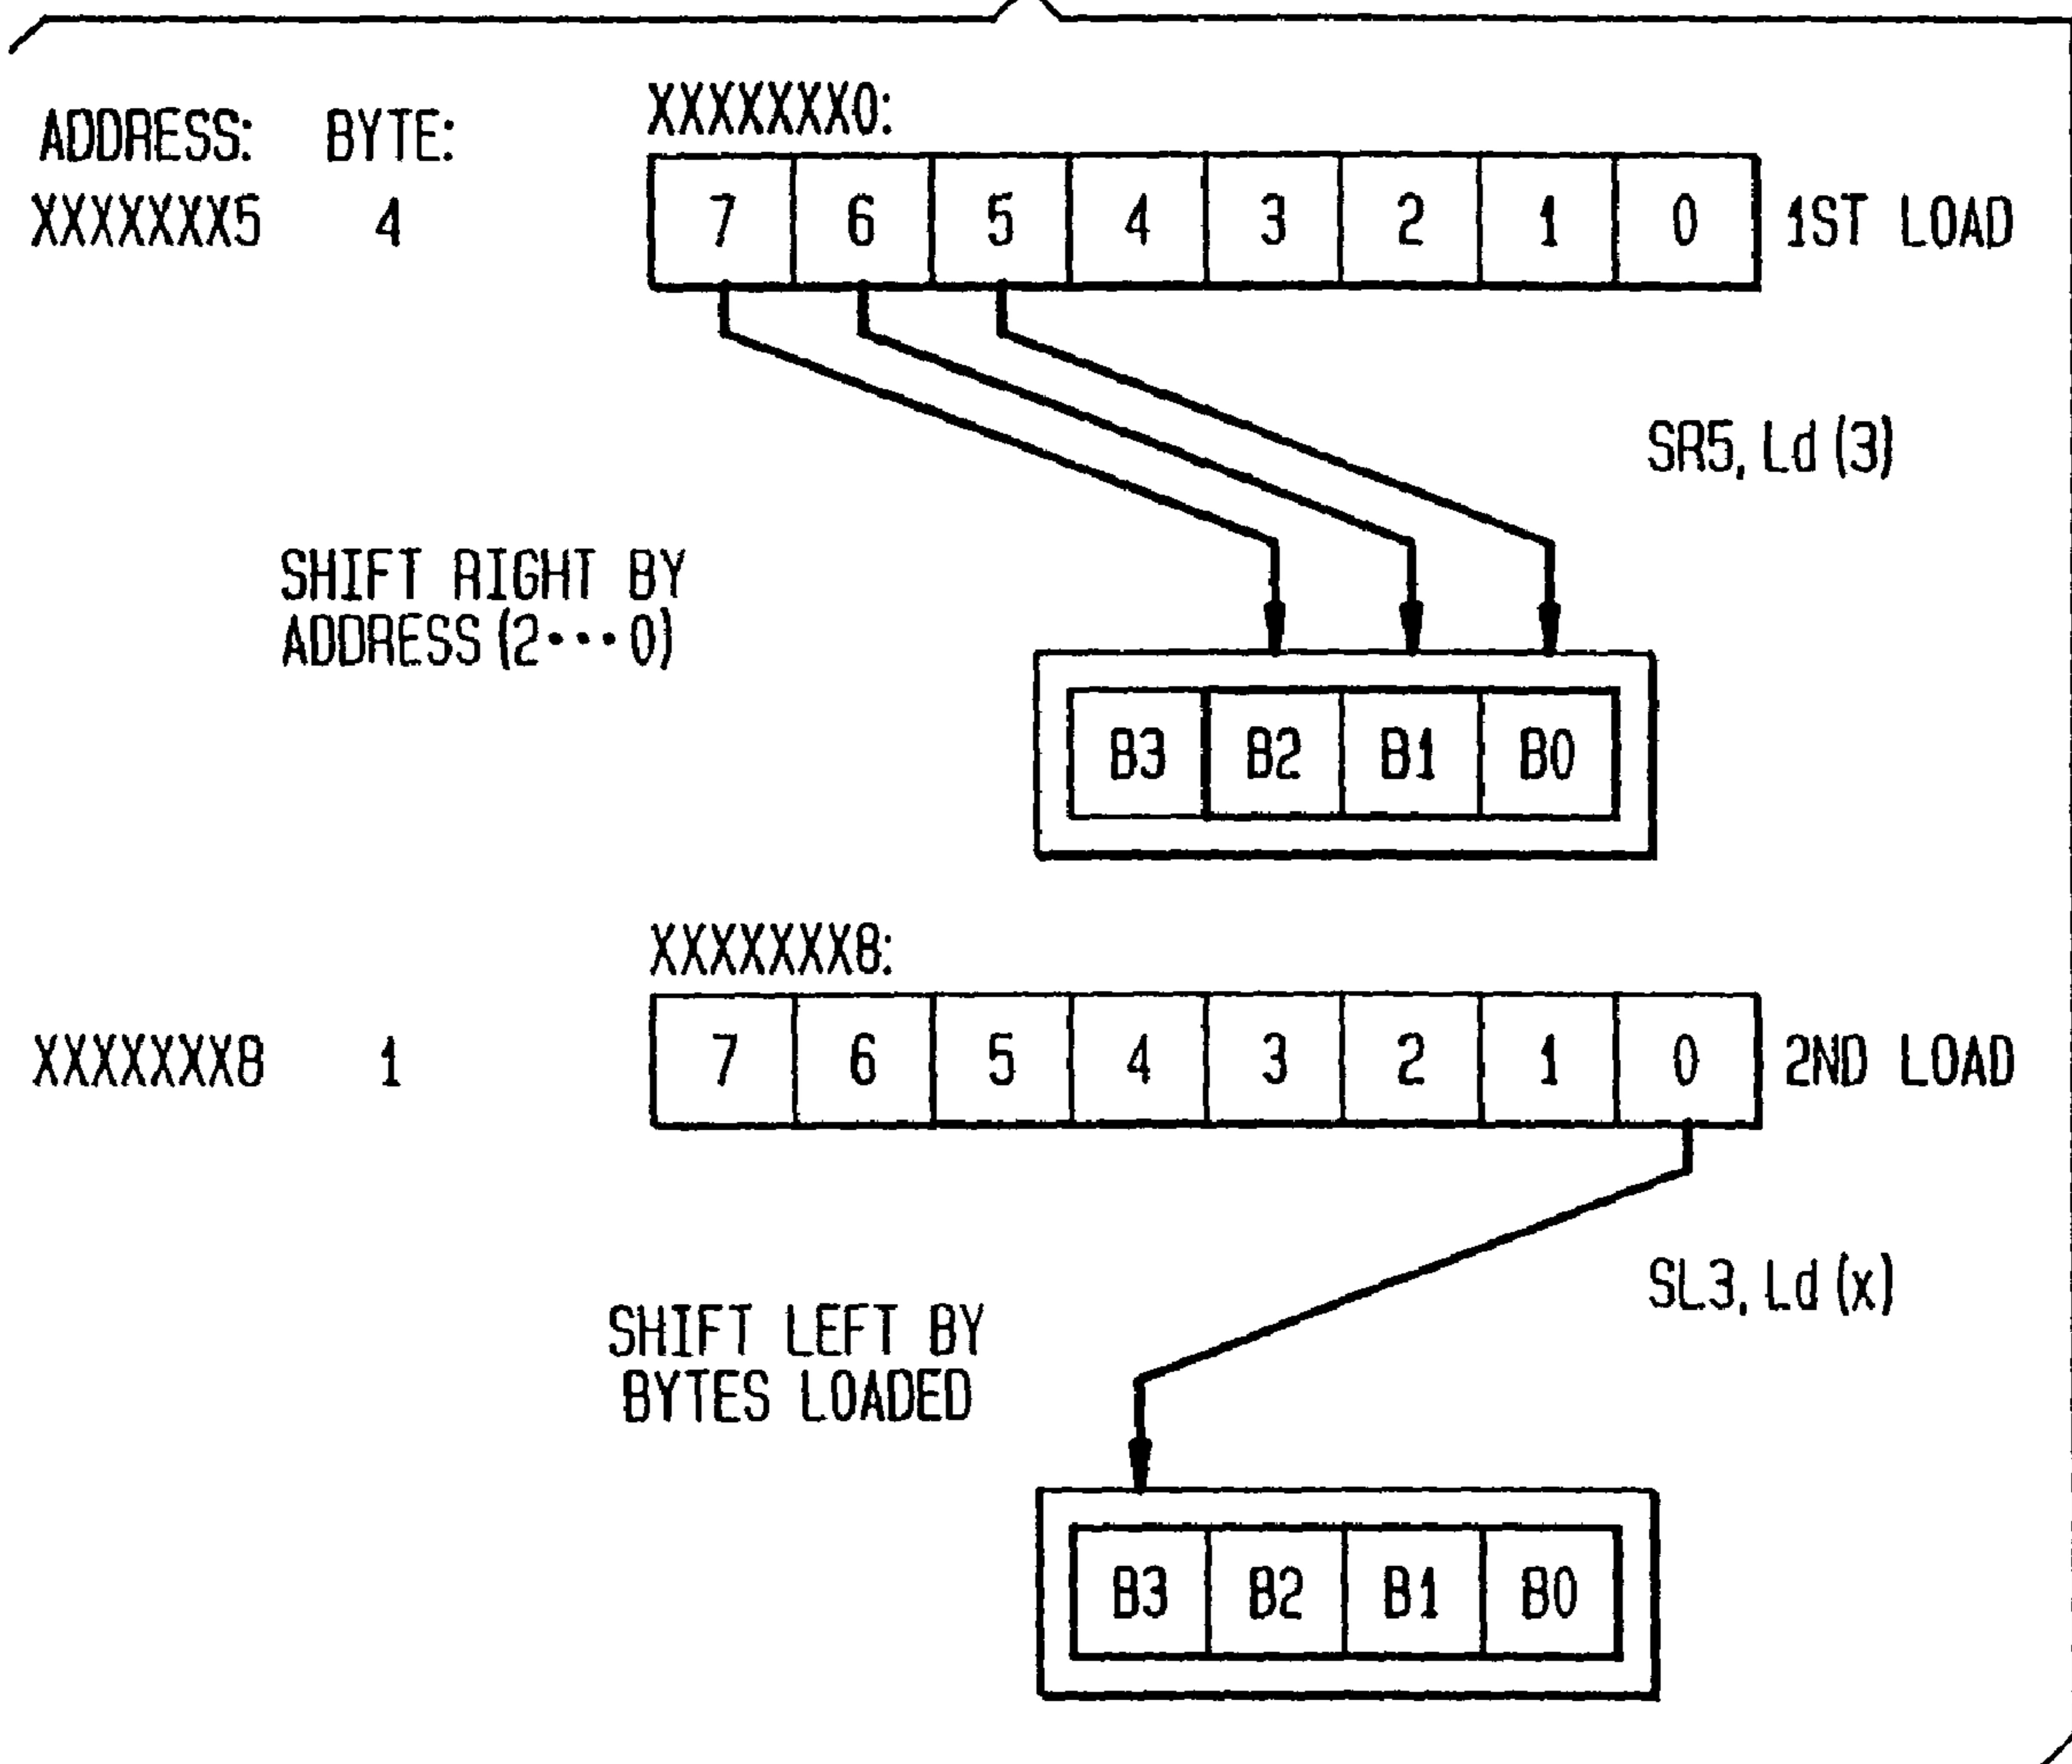 XXXXXXX0:
ADDRESS: BYTE:
XXXXXXX5 4
7 6 5 4 3 2 1 0 1ST LOAD
SR5, Ld (3)
SHIFT RIGHT BY
ADDRESS (2•••0)
B3 B2 B1 B0
XXXXXXX8:
XXXXXXX8 1
7 6 5 4 3 2 1 0 2ND LOAD
SL3, Ld (x)
SHIFT LEFT BY
BYTES LOADED
B3 B2 B1 B0